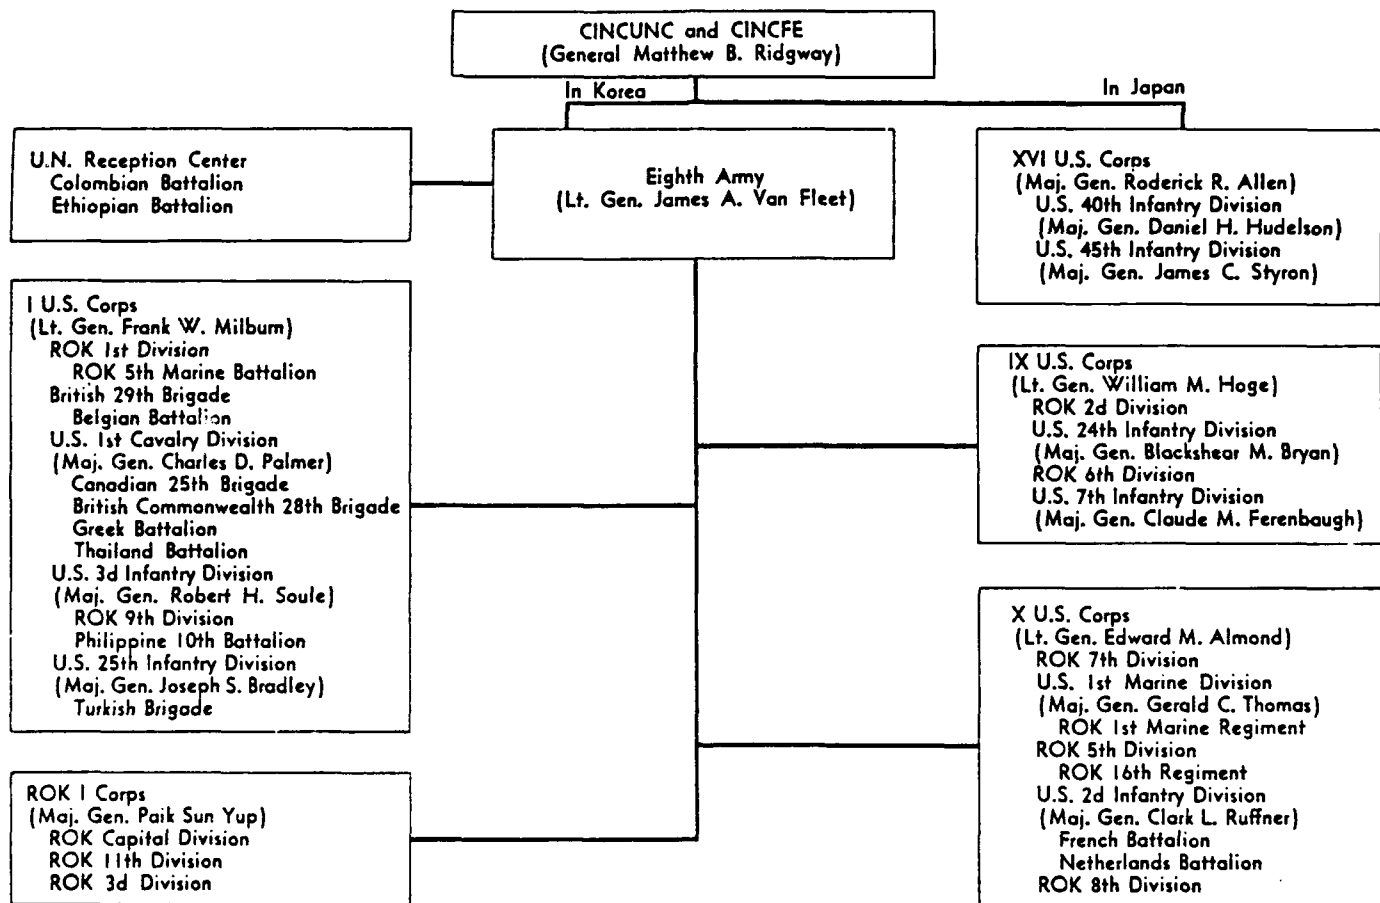 CINCUNC and CINCFE
(General Matthew B. Ridgway)
In Korea
In Japan
U.N. Reception Center
Colombian Battalion
Ethiopian Battalion
Eighth Army
(Lt. Gen. James A. Van Fleet)
XVI U.S. Corps
(Maj. Gen. Roderick R. Allen)
U.S. 40th Infantry Division
(Maj. Gen. Daniel H. Hudelson)
U.S. 45th Infantry Division
(Maj. Gen. James C. Styron)
I U.S. Corps
(Lt. Gen. Frank W. Milburn)
ROK 1st Division
ROK 5th Marine Battalion
British 29th Brigade
Belgian Battalion
U.S. 1st Cavalry Division
(Maj. Gen. Charles D. Palmer)
Canadian 25th Brigade
British Commonwealth 28th Brigade
Greek Battalion
Thailand Battalion
U.S. 3d Infantry Division
(Maj. Gen. Robert H. Soule)
ROK 9th Division
Philippine 10th Battalion
U.S. 25th Infantry Division
(Maj. Gen. Joseph S. Bradley)
Turkish Brigade
IX U.S. Corps
(Lt. Gen. William M. Hoge)
ROK 2d Division
U.S. 24th Infantry Division
(Maj. Gen. Blackshear M. Bryan)
ROK 6th Division
U.S. 7th Infantry Division
(Maj. Gen. Claude M. Ferenbaugh)
ROK I Corps
(Maj. Gen. Paik Sun Yup)
ROK Capital Division
ROK 11th Division
ROK 3d Division
X U.S. Corps
(Lt. Gen. Edward M. Almond)
ROK 7th Division
U.S. 1st Marine Division
(Maj. Gen. Gerald C. Thomas)
ROK 1st Marine Regiment
ROK 5th Division
ROK 16th Regiment
U.S. 2d Infantry Division
(Maj. Gen. Clark L. Ruffner)
French Battalion
Netherlands Battalion
ROK 8th Division